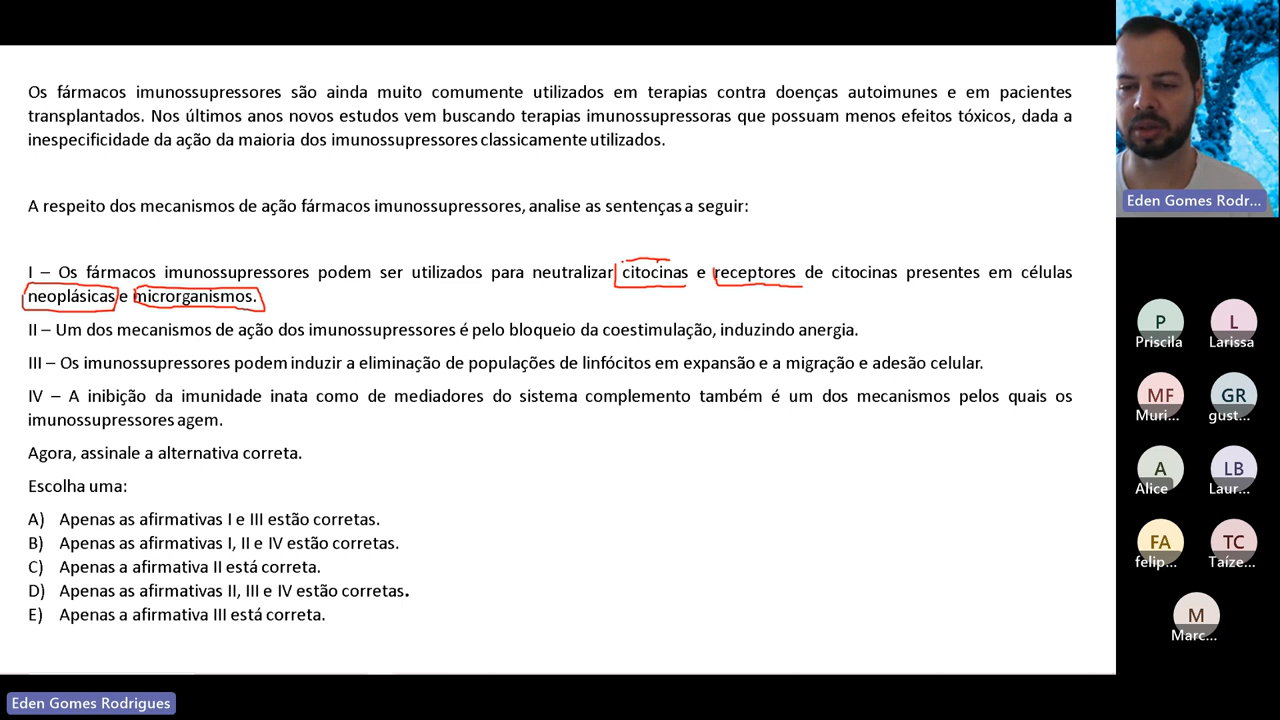 Os fármacos imunossupressores são ainda muito comumente utilizados em terapias contra doenças autoimunes e em pacientes
transplantados. Nos últimos anos novos estudos vem buscando terapias imunossupressoras que possuam menos efeitos tóxicos, dada a
inespecificidade da ação da maioria dos imunossupressores classicamente utilizados.
A respeito dos mecanismos de ação fármacos imunossupressores, analise as sentenças a seguir:
I – Os fármacos imunossupressores podem ser utilizados para neutralizar citocinas e receptores de citocinas presentes em células
neoplásicas e microrganismos.
II – Um dos mecanismos de ação dos imunossupressores é pelo bloqueio da coestimulação, induzindo anergia.
III – Os imunossupressores podem induzir a eliminação de populações de linfócitos em expansão e a migração e adesão celular.
IV – A inibição da imunidade inata como de mediadores do sistema complemento também é um dos mecanismos pelos quais os
imunossupressores agem.
Agora, assinale a alternativa correta.
Escolha uma:
A) Apenas as afirmativas I e III estão corretas.
B) Apenas as afirmativas I, II e IV estão corretas.
C) Apenas a afirmativa II está correta.
D) Apenas as afirmativas II, III e IV estão corretas.
E) Apenas a afirmativa III está correta.
Eden Gomes Rodr...
P
Priscila
L
Larissa
MF
Muri...
GR
gust...
A
Alice
LB
Laur...
FA
felip...
TC
Taíze...
M
Marc...
Eden Gomes Rodrigues